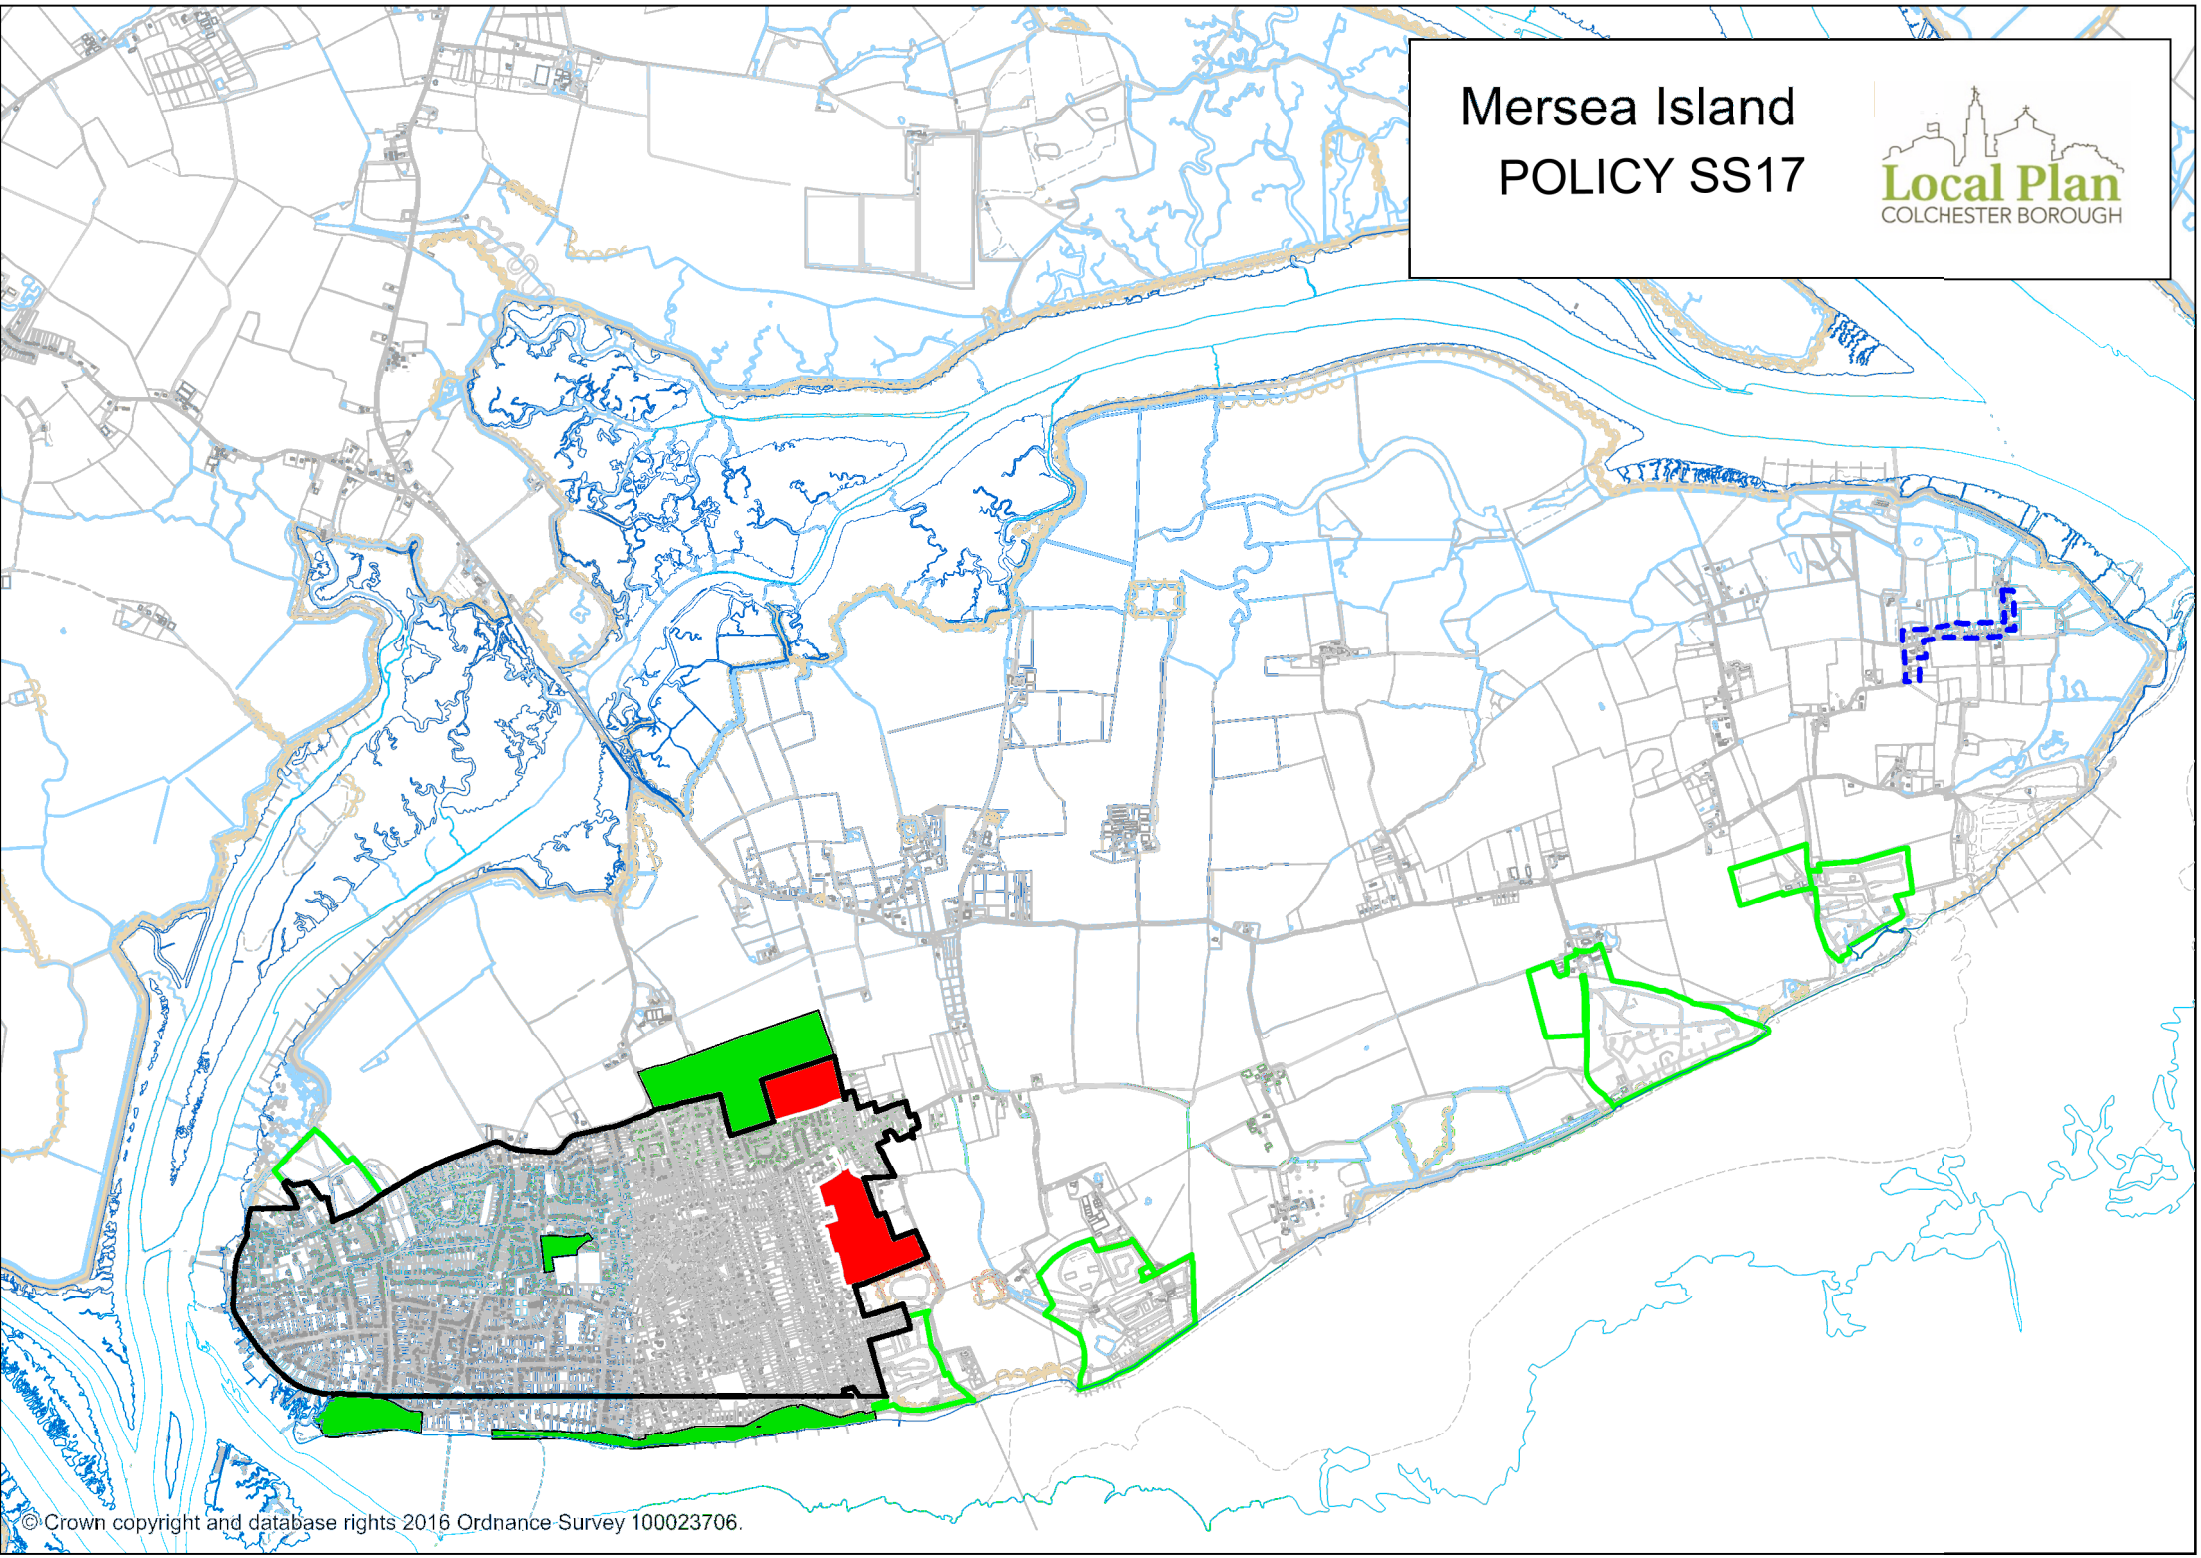 Mersea Island
POLICY SS17
Local Plan
COLCHESTER BOROUGH
© Crown copyright and database rights 2016 Ordnance Survey 100023706.